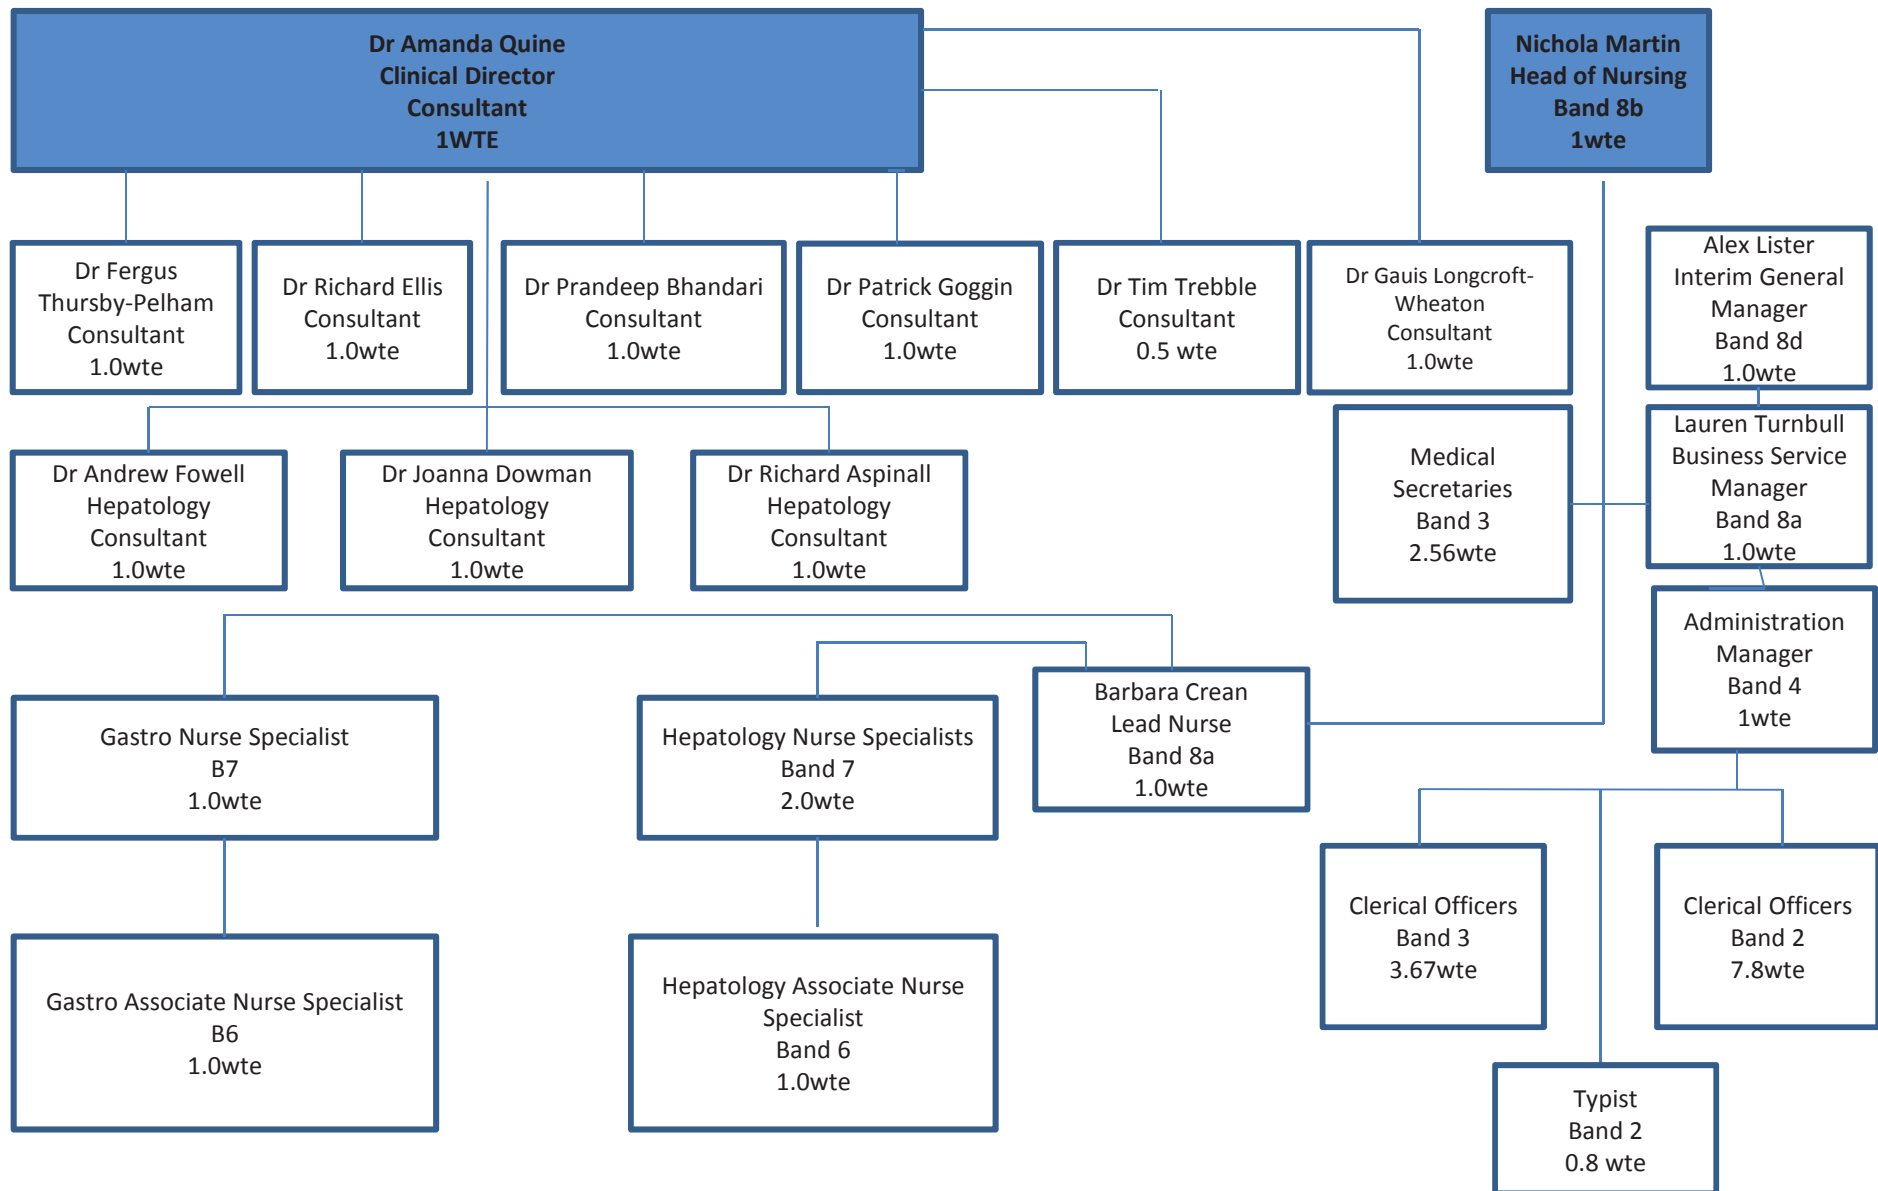 Dr Amanda Quine
Clinical Director
Consultant
1WTE
Nichola Martin
Head of Nursing
Band 8b
1wte
Dr Fergus
Thursby-Pelham
Consultant
1.0wte
Dr Richard Ellis
Consultant
1.0wte
Dr Prandeep Bhandari
Consultant
1.0wte
Dr Patrick Goggin
Consultant
1.0wte
Dr Tim Trebble
Consultant
0.5 wte
Dr Gauis Longcroft-
Wheaton
Consultant
1.0wte
Alex Lister
Interim General
Manager
Band 8d
1.0wte
Dr Andrew Fowell
Hepatology
Consultant
1.0wte
Dr Joanna Dowman
Hepatology
Consultant
1.0wte
Dr Richard Aspinall
Hepatology
Consultant
1.0wte
Medical
Secretaries
Band 3
2.56wte
Lauren Turnbull
Business Service
Manager
Band 8a
1.0wte
Administration
Manager
Band 4
1wte
Gastro Nurse Specialist
B7
1.0wte
Hepatology Nurse Specialists
Band 7
2.0wte
Barbara Crean
Lead Nurse
Band 8a
1.0wte
Clerical Officers
Band 3
3.67wte
Clerical Officers
Band 2
7.8wte
Gastro Associate Nurse Specialist
B6
1.0wte
Hepatology Associate Nurse
Specialist
Band 6
1.0wte
Typist
Band 2
0.8 wte